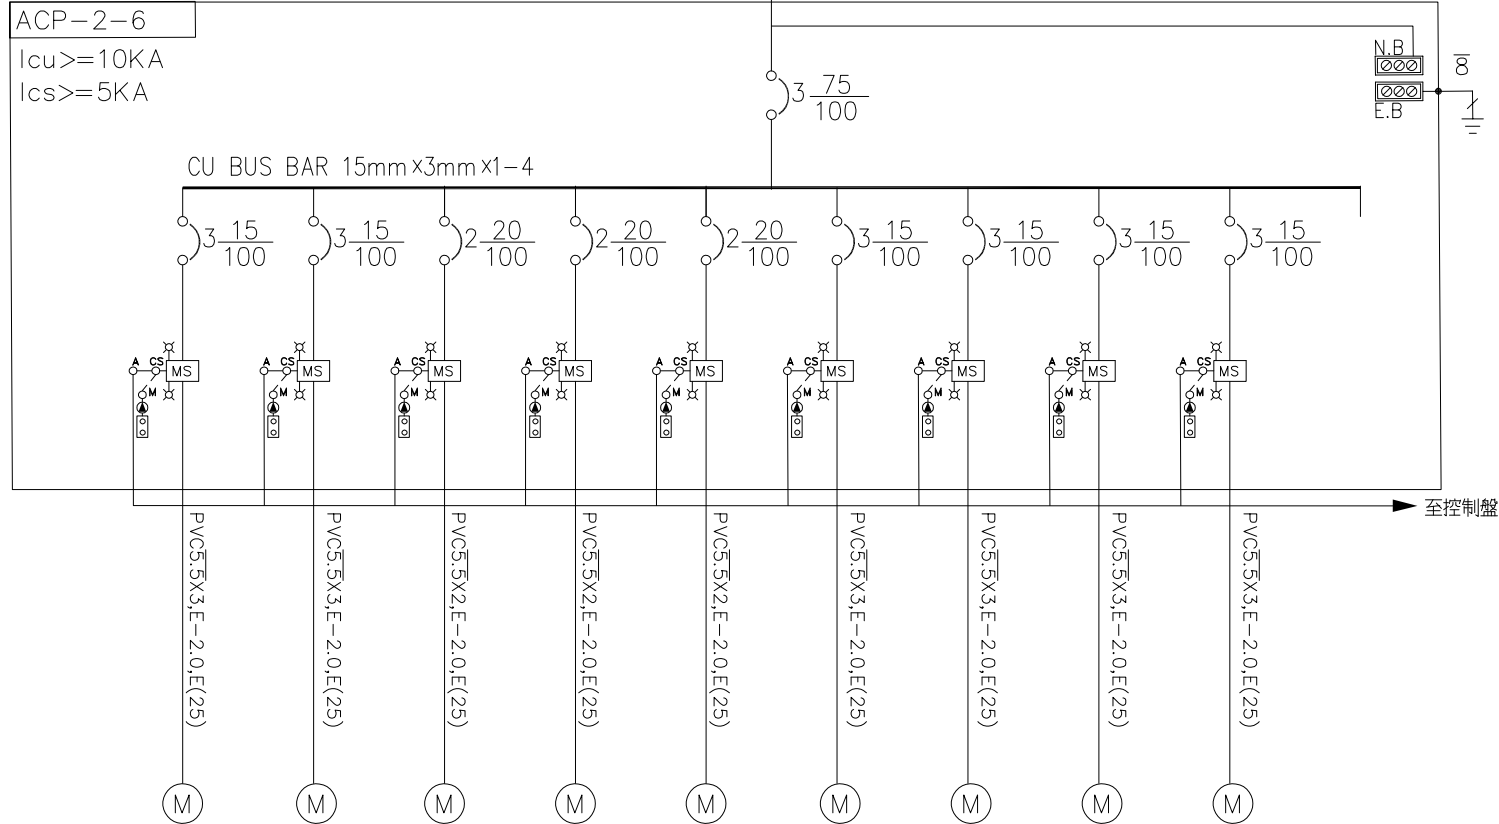 ACP-2-6
Icu>=10KA
Ics>=5KA
N.B
8
E.B
3 75/100
CU BUS BAR 15mm×3mm×1-4
3 15/100
3 15/100
2 20/100
2 20/100
2 20/100
3 15/100
3 15/100
3 15/100
3 15/100
A CS MS M
A CS MS M
A CS MS M
A CS MS M
A CS MS M
A CS MS M
A CS MS M
A CS MS M
A CS MS M
至控制盤
PVC5.5X3,E-2.0,E(25)
PVC5.5X3,E-2.0,E(25)
PVC5.5X2,E-2.0,E(25)
PVC5.5X2,E-2.0,E(25)
PVC5.5X2,E-2.0,E(25)
PVC5.5X3,E-2.0,E(25)
PVC5.5X3,E-2.0,E(25)
PVC5.5X3,E-2.0,E(25)
PVC5.5X3,E-2.0,E(25)
M M M M M M M M M